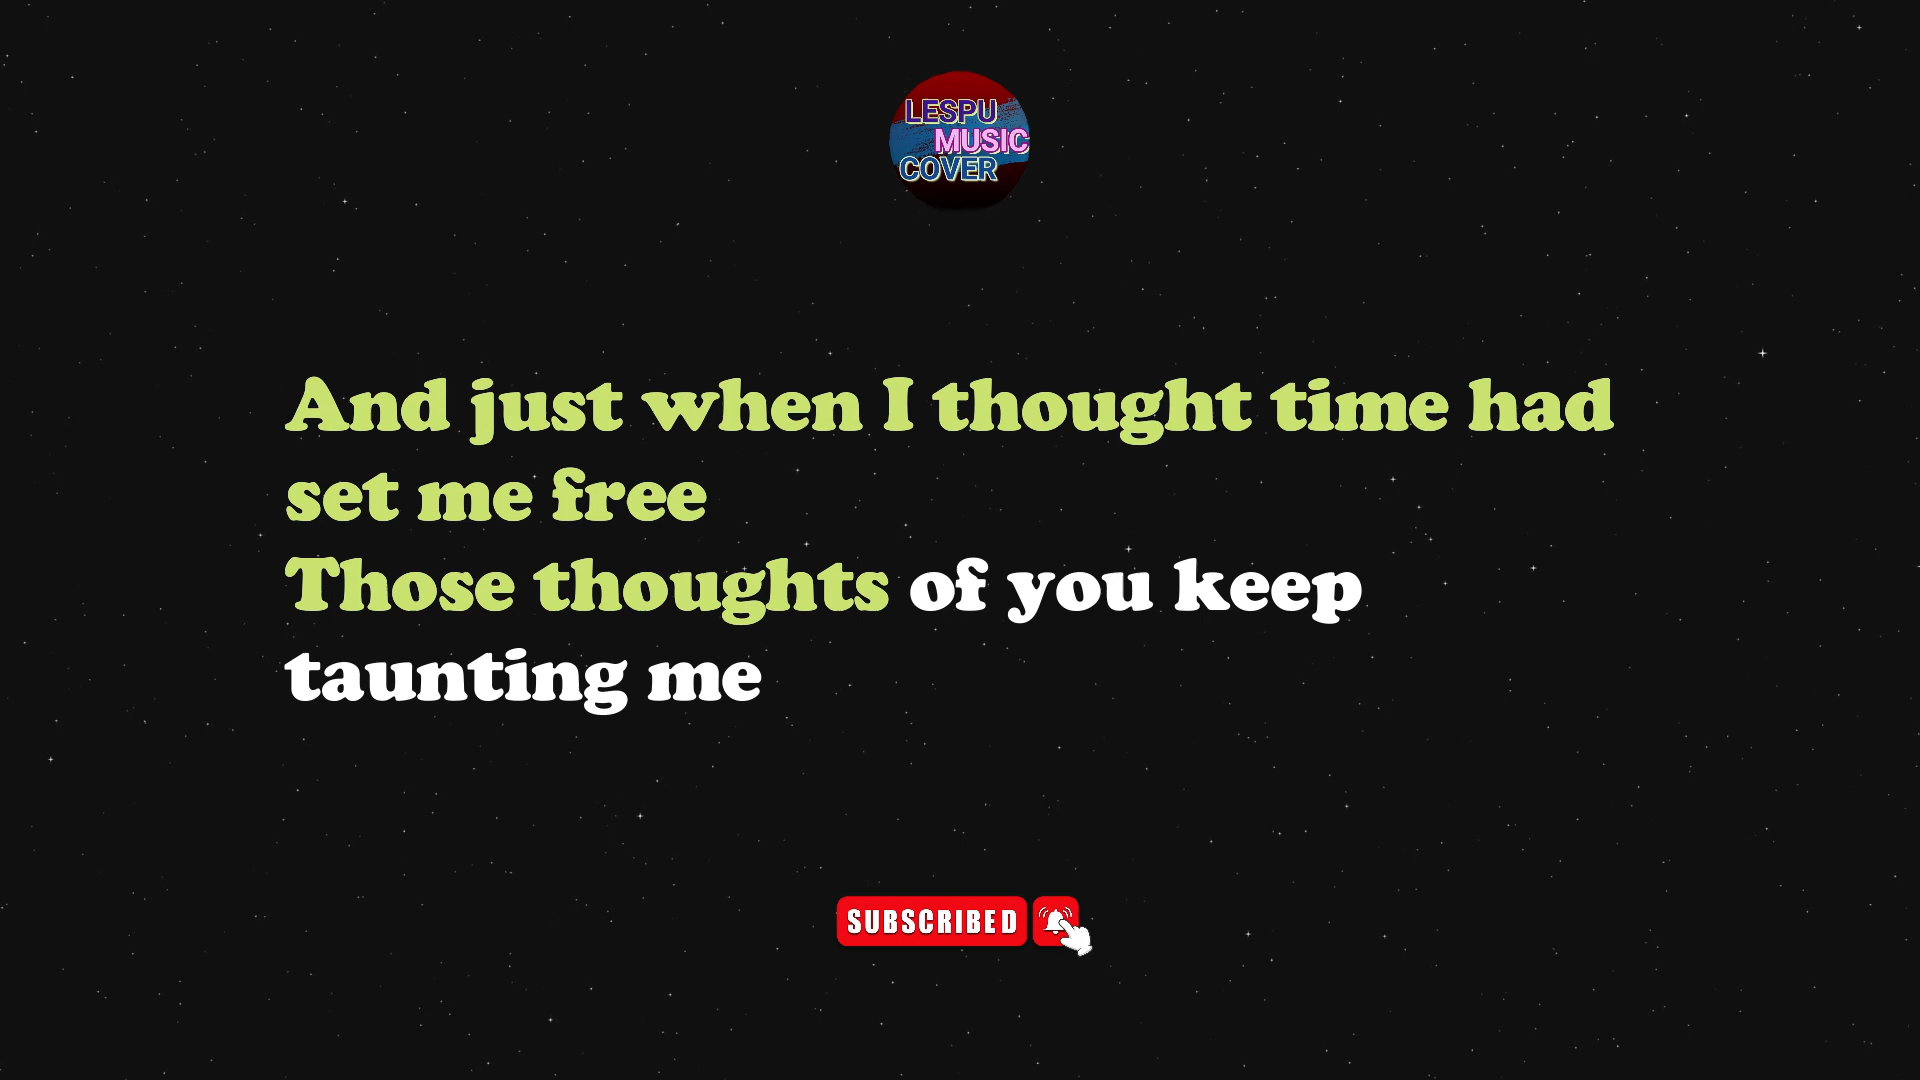 LESPU
MUSIC
COVER
And just when I thought time had
set me free
Those thoughts of you keep
taunting me
SUBSCRIBED